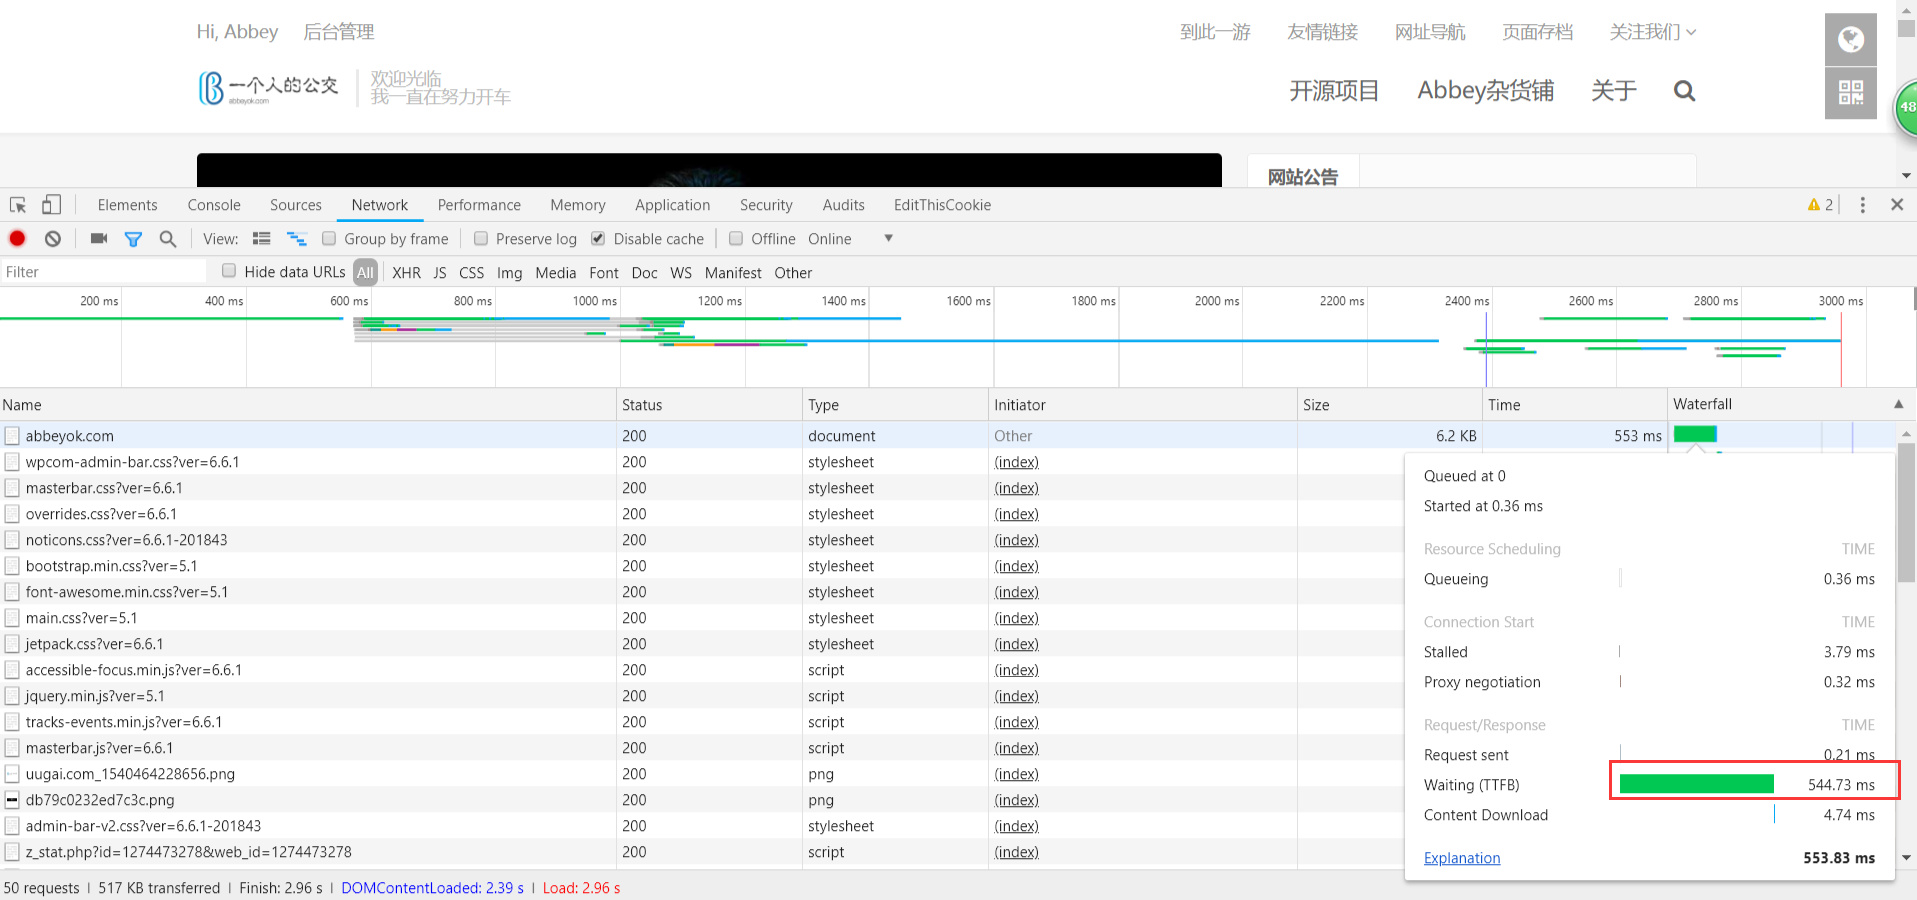 Hi, Abbey 后台管理 到此一游 友情链接 网址导航 页面存档 关注我们
一个人的公交 欢迎光临
abbeyok.com 我一直在努力开车
开源项目 Abbey杂货铺 关于
48
网站公告
Elements Console Sources Network Performance Memory Application Security Audits EditThisCookie 2
View: Group by frame Preserve log Disable cache Offline Online
Filter Hide data URLs All XHR JS CSS Img Media Font Doc WS Manifest Other
200 ms 400 ms 600 ms 800 ms 1000 ms 1200 ms 1400 ms 1600 ms 1800 ms 2000 ms 2200 ms 2400 ms 2600 ms 2800 ms 3000 ms
Name Status Type Initiator Size Time Waterfall
abbeyok.com 200 document Other 6.2 KB 553 ms
wpcom-admin-bar.css?ver=6.6.1 200 stylesheet (index)
masterbar.css?ver=6.6.1 200 stylesheet (index)
overrides.css?ver=6.6.1 200 stylesheet (index)
noticons.css?ver=6.6.1-201843 200 stylesheet (index)
bootstrap.min.css?ver=5.1 200 stylesheet (index)
font-awesome.min.css?ver=5.1 200 stylesheet (index)
main.css?ver=5.1 200 stylesheet (index)
jetpack.css?ver=6.6.1 200 stylesheet (index)
accessible-focus.min.js?ver=6.6.1 200 script (index)
jquery.min.js?ver=5.1 200 script (index)
tracks-events.min.js?ver=6.6.1 200 script (index)
masterbar.js?ver=6.6.1 200 script (index)
uugai.com_1540464228656.png 200 png (index)
db79c0232ed7c3c.png 200 png (index)
admin-bar-v2.css?ver=6.6.1-201843 200 stylesheet (index)
z_stat.php?id=1274473278&web_id=1274473278 200 script (index)
Queued at 0
Started at 0.36 ms
Resource Scheduling TIME
Queueing 0.36 ms
Connection Start TIME
Stalled 3.79 ms
Proxy negotiation 0.32 ms
Request/Response TIME
Request sent 0.21 ms
Waiting (TTFB) 544.73 ms
Content Download 4.74 ms
Explanation 553.83 ms
50 requests | 517 KB transferred | Finish: 2.96 s | DOMContentLoaded: 2.39 s | Load: 2.96 s